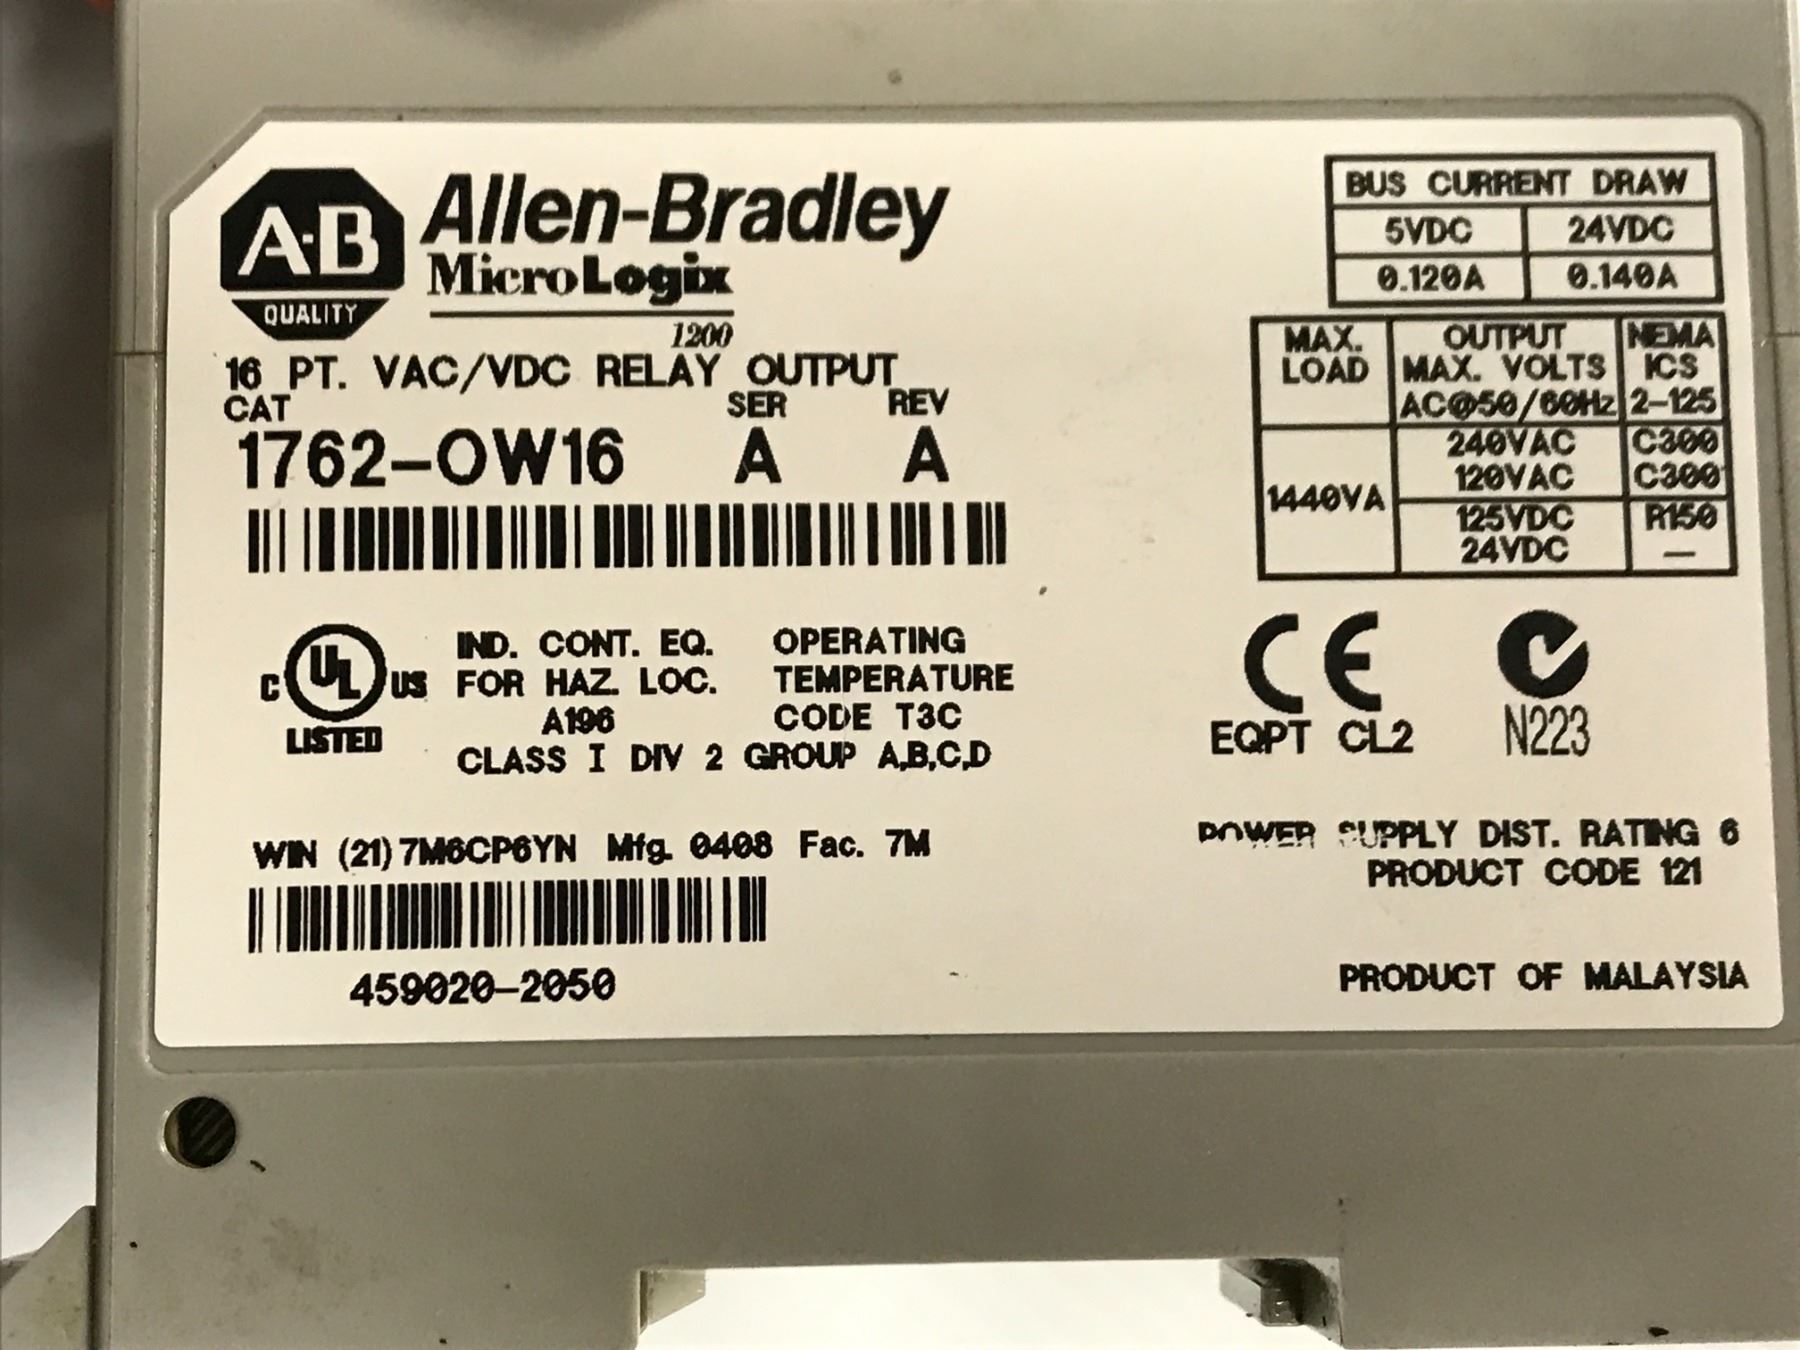 A-B
QUALITY
Allen-Bradley
MicroLogix
1200
16 PT. VAC/VDC RELAY OUTPUT
CAT SER REV
1762-OW16 A A
BUS CURRENT DRAW
5VDC 24VDC
0.120A 0.140A
MAX. LOAD OUTPUT MAX. VOLTS AC@50/60Hz NEMA ICS 2-125
1440VA
240VAC C300
120VAC C300
125VDC R150
24VDC —
C UL US
LISTED
IND. CONT. EQ.
FOR HAZ. LOC.
A196
OPERATING
TEMPERATURE
CODE T3C
CLASS I DIV 2 GROUP A,B,C,D
CE
EQPT CL2
N223
WIN (21) 7M6CP6YN Mfg. 0408 Fac. 7M
459020-2050
POWER SUPPLY DIST. RATING 6
PRODUCT CODE 121
PRODUCT OF MALAYSIA